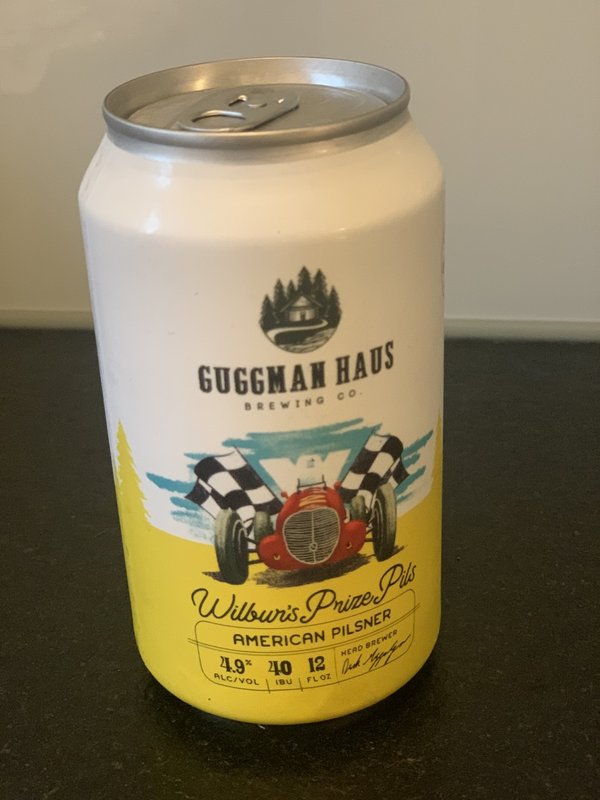 GUGGMAN HAUS
BREWING CO.
Wilbur's Prize Pils
AMERICAN PILSNER
4.9% 40 12
ALC/VOL IBU FL OZ
HEAD BREWER